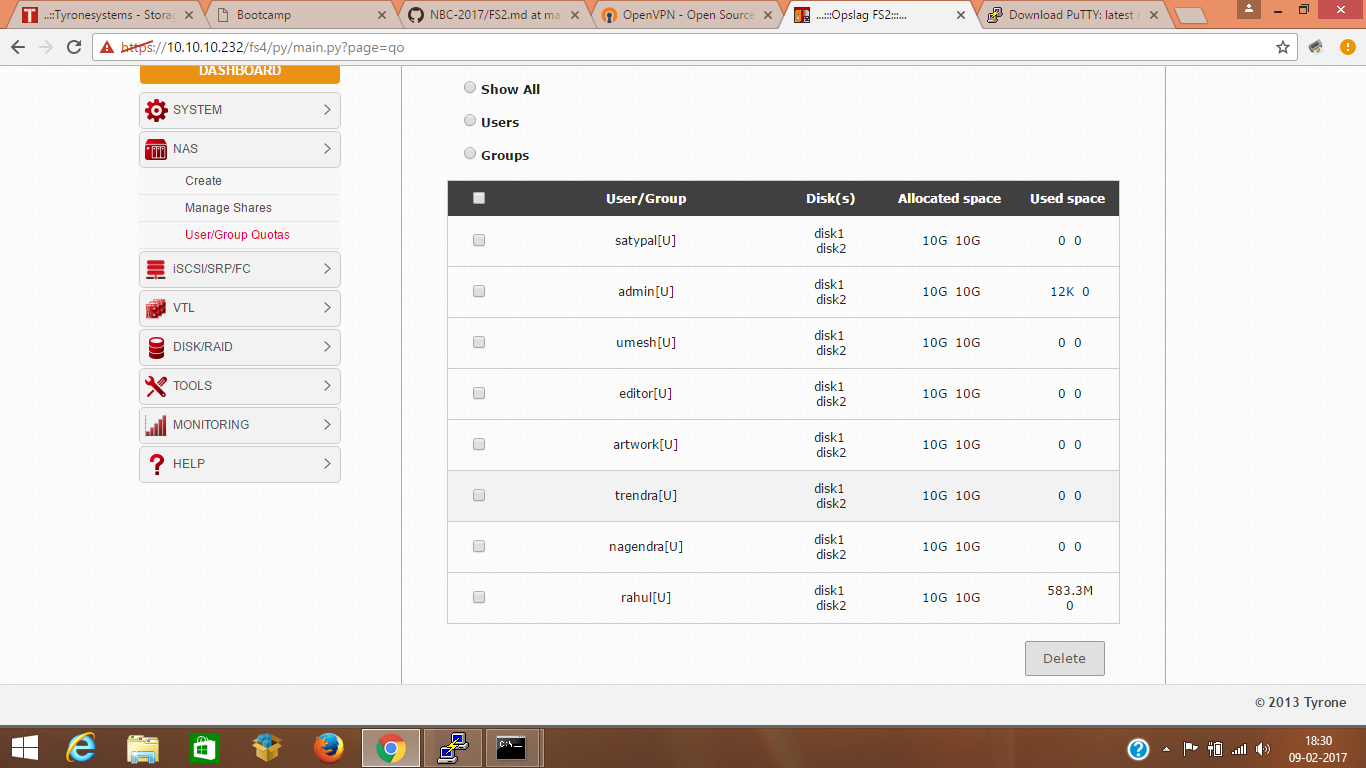 ..::Tyronesystems - Storag
Bootcamp
NBC-2017/FS2.md at ma
OpenVPN - Open Source
..:::Opslag FS2:::...
Download PuTTY: latest r
https://10.10.10.232/fs4/py/main.py?page=qo
DASHBOARD
SYSTEM
NAS
Create
Manage Shares
User/Group Quotas
iSCSI/SRP/FC
VTL
DISK/RAID
TOOLS
MONITORING
HELP
Show All
Users
Groups
User/Group Disk(s) Allocated space Used space
satypal[U] disk1 10G 10G 0 0
disk2
admin[U] disk1 10G 10G 12K 0
disk2
umesh[U] disk1 10G 10G 0 0
disk2
editor[U] disk1 10G 10G 0 0
disk2
artwork[U] disk1 10G 10G 0 0
disk2
trendra[U] disk1 10G 10G 0 0
disk2
nagendra[U] disk1 10G 10G 0 0
disk2
rahul[U] disk1 10G 10G 583.3M
disk2 0
Delete
© 2013 Tyrone
18:30
09-02-2017